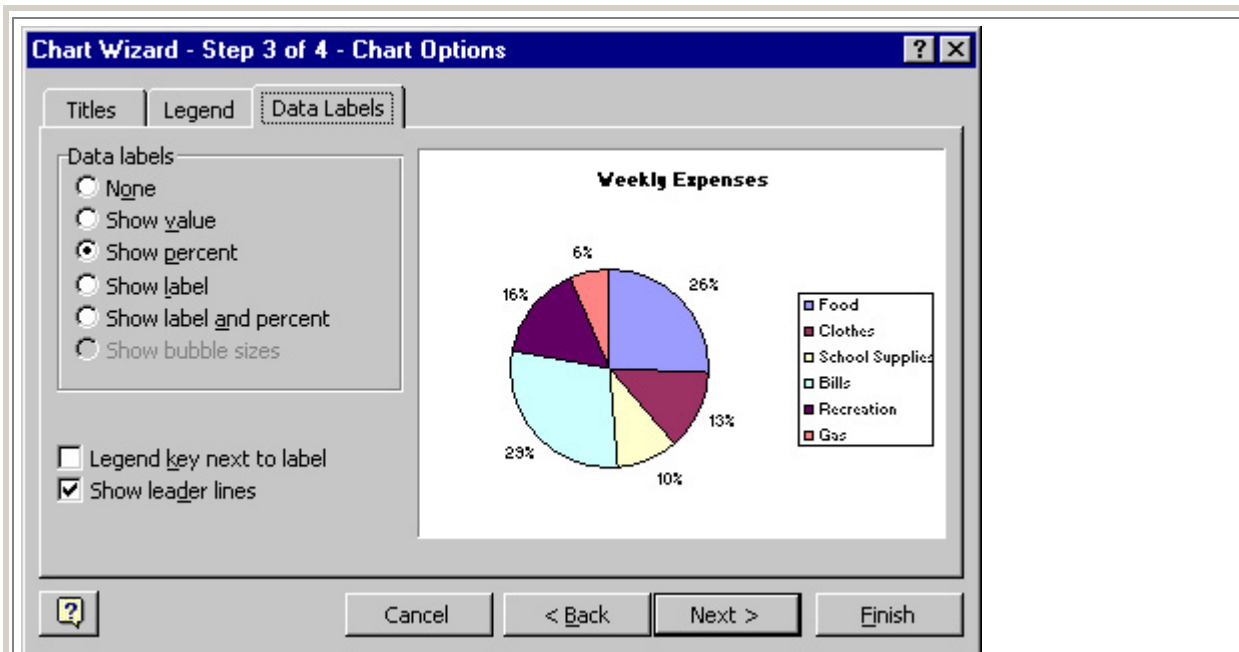 Chart Wizard - Step 3 of 4 - Chart Options
Titles Legend Data Labels
Data labels
None
Show value
Show percent
Show label
Show label and percent
Show bubble sizes
Legend key next to label
Show leader lines
Weekly Expenses
6%
26%
16%
13%
29%
10%
Food
Clothes
School Supplies
Bills
Recreation
Gas
Cancel < Back Next > Finish